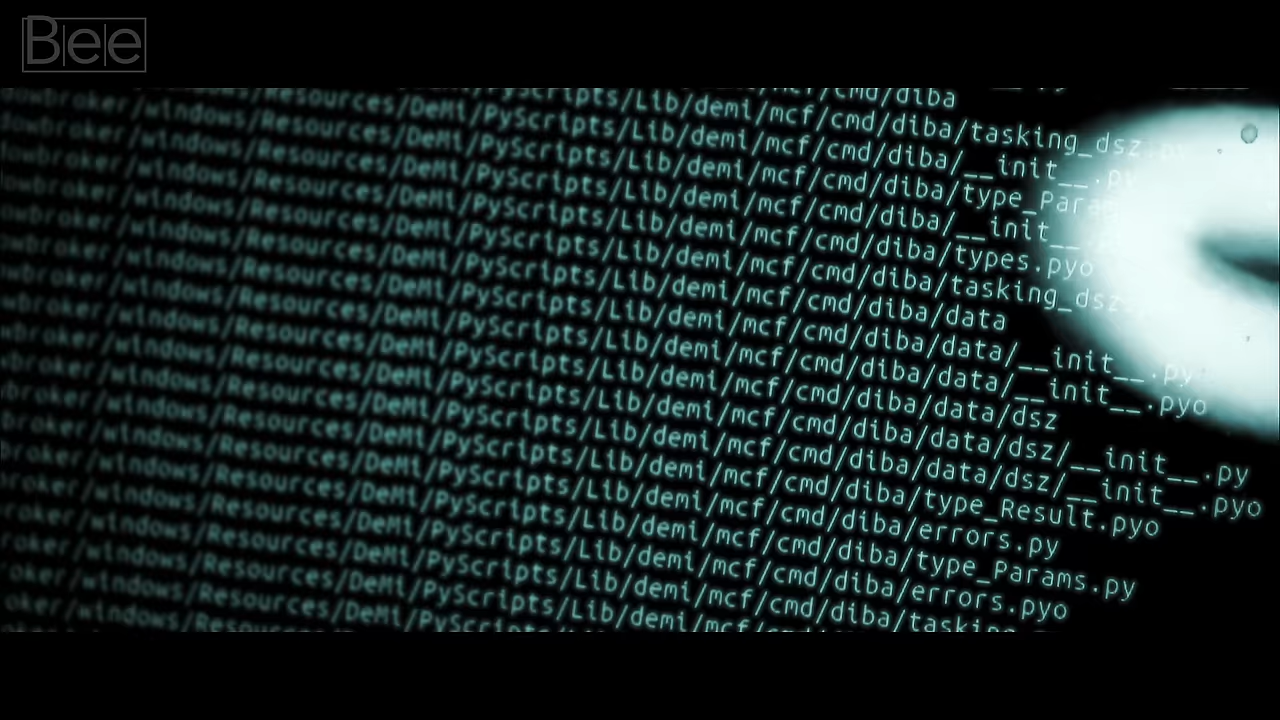 /diba
/Lib/demi/mcf/cmd/diba/tasking_dsz.py
/Resources/DeMi/PyScripts/Lib/demi/mcf/cmd/diba/__init__.py
owbroker/windows/Resources/DeMi/PyScripts/Lib/demi/mcf/cmd/diba/type_Param
owbroker/windows/Resources/DeMi/PyScripts/Lib/demi/mcf/cmd/diba/__init__
owbroker/windows/Resources/DeMi/PyScripts/Lib/demi/mcf/cmd/diba/types.pyo
owbroker/windows/Resources/DeMi/PyScripts/Lib/demi/mcf/cmd/diba/tasking_dsz
owbroker/windows/Resources/DeMi/PyScripts/Lib/demi/mcf/cmd/diba/data
owbroker/windows/Resources/DeMi/PyScripts/Lib/demi/mcf/cmd/diba/data/__init__.py
owbroker/windows/Resources/DeMi/PyScripts/Lib/demi/mcf/cmd/diba/data/__init__.pyo
wbroker/windows/Resources/DeMi/PyScripts/Lib/demi/mcf/cmd/diba/data/dsz
wbroker/windows/Resources/DeMi/PyScripts/Lib/demi/mcf/cmd/diba/data/dsz/__init__.py
wbroker/windows/Resources/DeMi/PyScripts/Lib/demi/mcf/cmd/diba/data/dsz/__init__.pyo
broker/windows/Resources/DeMi/PyScripts/Lib/demi/mcf/cmd/diba/type_Result.pyo
broker/windows/Resources/DeMi/PyScripts/Lib/demi/mcf/cmd/diba/errors.py
roker/windows/Resources/DeMi/PyScripts/Lib/demi/mcf/cmd/diba/type_Params.py
roker/windows/Resources/DeMi/PyScripts/Lib/demi/mcf/cmd/diba/errors.pyo
oker/windows/Resources/DeMi/PyScripts/Lib/demi/mcf/cmd/diba/tasking
Bee